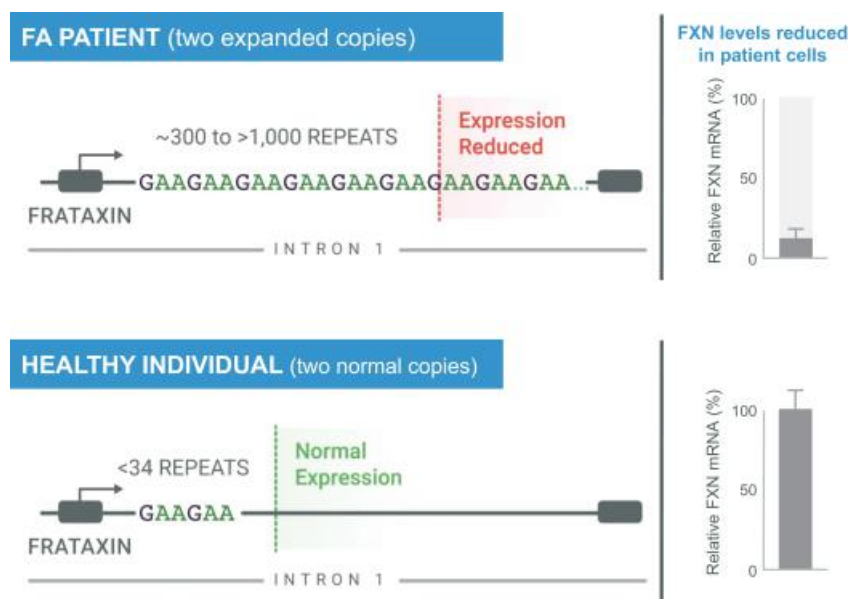 FA PATIENT (two expanded copies)
~300 to >1,000 REPEATS
Expression
Reduced
GAAGAAGAAGAAGAAGAAGAAGAAGAA...
FRATAXIN
INTRON 1
FXN levels reduced
in patient cells
Relative FXN mRNA (%)
100
50
0
HEALTHY INDIVIDUAL (two normal copies)
<34 REPEATS
Normal
Expression
GAAGAA
FRATAXIN
INTRON 1
Relative FXN mRNA (%)
100
50
0